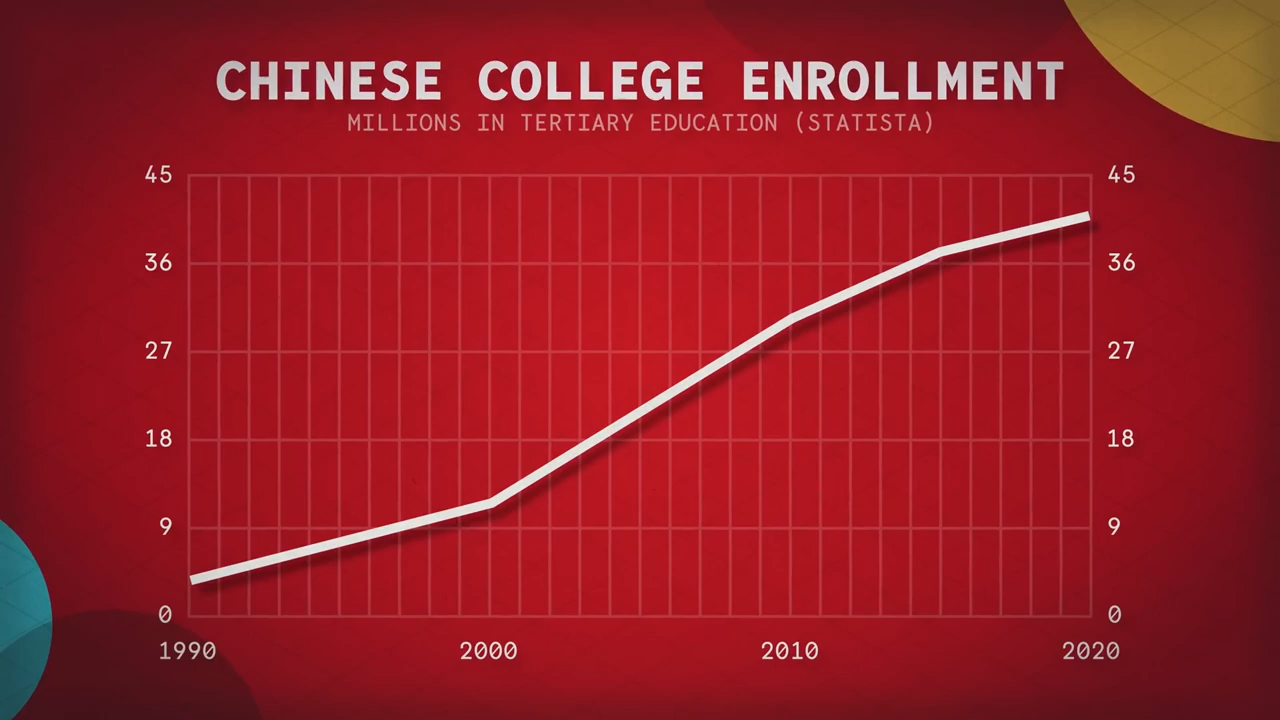 CHINESE COLLEGE ENROLLMENT
MILLIONS IN TERTIARY EDUCATION (STATISTA)
45 45
36 36
27 27
18 18
9 9
0 0
1990 2000 2010 2020